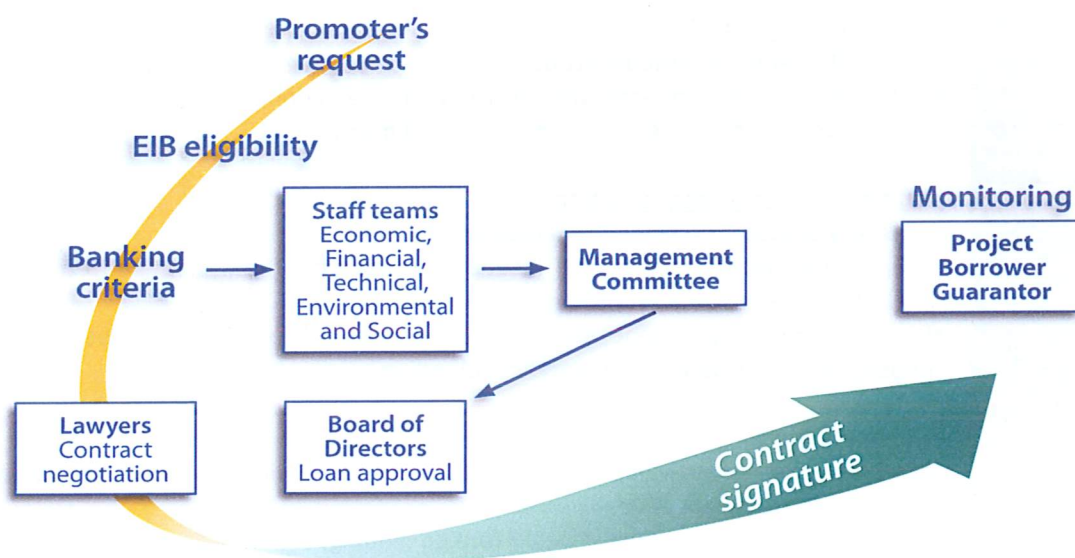 Promoter's
request
EIB eligibility
Banking
criteria
Staff teams
Economic,
Financial,
Technical,
Environmental
and Social
Management
Committee
Monitoring
Project
Borrower
Guarantor
Lawyers
Contract
negotiation
Board of
Directors
Loan approval
Contract
signature